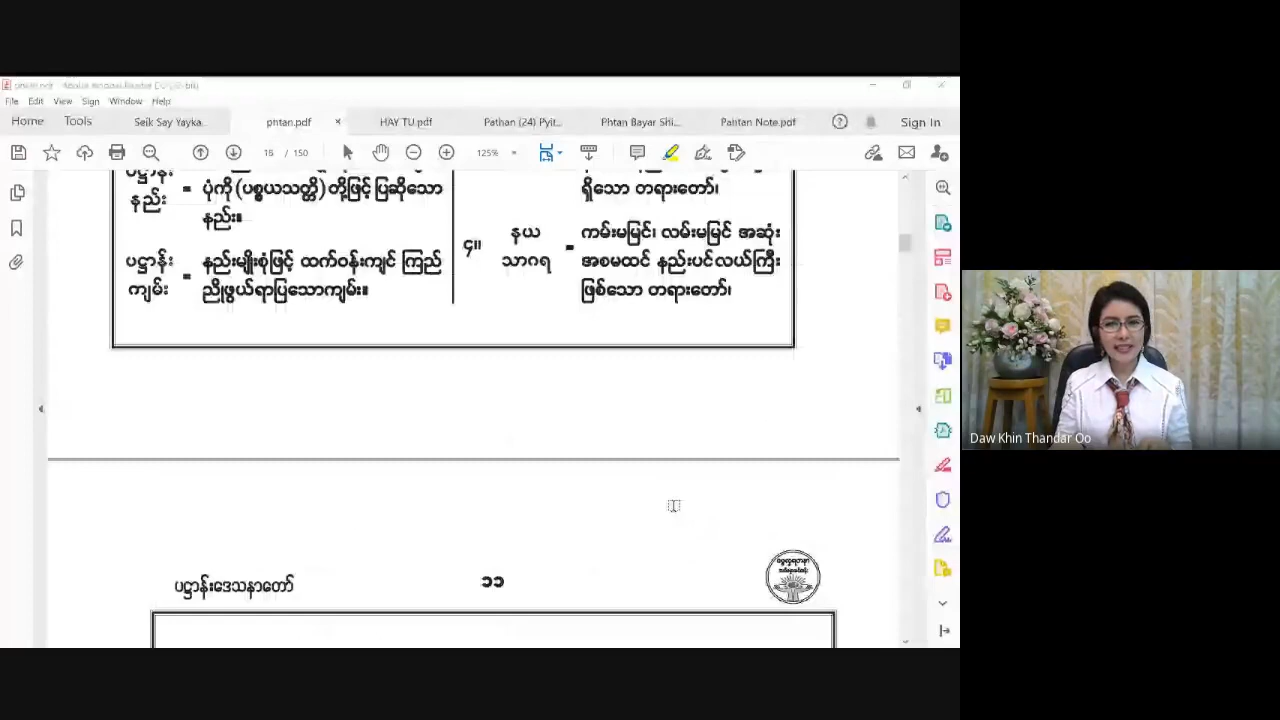 File Edit View Sign Window Help
Home Tools Seik Say Yayka... phtan.pdf × HAY TU.pdf Pathan (24) Pyit... Phtan Bayar Shi... Pahtan Note.pdf Sign In
15 / 150 125%
နည်း = ပုံကို (ပစ္စယသတ္တိ) တို့ဖြင့် ပြဆိုသော
နည်း။
ပဋ္ဌာန်း
ကျမ်း = နည်းမျိုးစုံဖြင့် ထက်ဝန်းကျင် ကြည်
ညိုဖွယ်ရာပြသောကျမ်း။
ရှိသော တရားတော်၊
၄။ နယ
သာဂရ = ကမ်းမမြင်၊ လမ်းမမြင် အဆုံး
အစမထင် နည်းပင်လယ်ကြီး
ဖြစ်သော တရားတော်၊
ပဋ္ဌာန်းဒေသနာတော် ၁၁
Daw Khin Thandar Oo